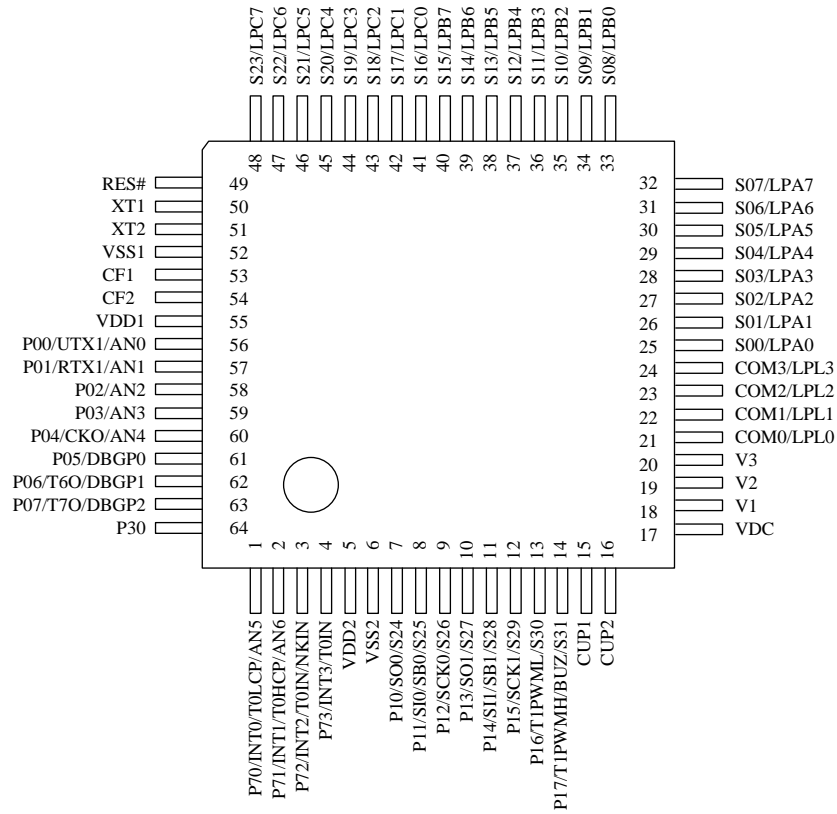 S23/LPC7
S22/LPC6
S21/LPC5
S20/LPC4
S19/LPC3
S18/LPC2
S17/LPC1
S16/LPC0
S15/LPB7
S14/LPB6
S13/LPB5
S12/LPB4
S11/LPB3
S10/LPB2
S09/LPB1
S08/LPB0
48
47
46
45
44
43
42
41
40
39
38
37
36
35
34
33
RES# 49
XT1 50
XT2 51
VSS1 52
CF1 53
CF2 54
VDD1 55
P00/UTX1/AN0 56
P01/RTX1/AN1 57
P02/AN2 58
P03/AN3 59
P04/CKO/AN4 60
P05/DBGP0 61
P06/T6O/DBGP1 62
P07/T7O/DBGP2 63
P30 64
32 S07/LPA7
31 S06/LPA6
30 S05/LPA5
29 S04/LPA4
28 S03/LPA3
27 S02/LPA2
26 S01/LPA1
25 S00/LPA0
24 COM3/LPL3
23 COM2/LPL2
22 COM1/LPL1
21 COM0/LPL0
20 V3
19 V2
18 V1
17 VDC
1
2
3
4
5
6
7
8
9
10
11
12
13
14
15
16
P70/INT0/T0LCP/AN5
P71/INT1/T0HCP/AN6
P72/INT2/T0IN/NKIN
P73/INT3/T0IN
VDD2
VSS2
P10/SO0/S24
P11/SI0/SB0/S25
P12/SCK0/S26
P13/SO1/S27
P14/SI1/SB1/S28
P15/SCK1/S29
P16/T1PWML/S30
P17/T1PWMH/BUZ/S31
CUP1
CUP2